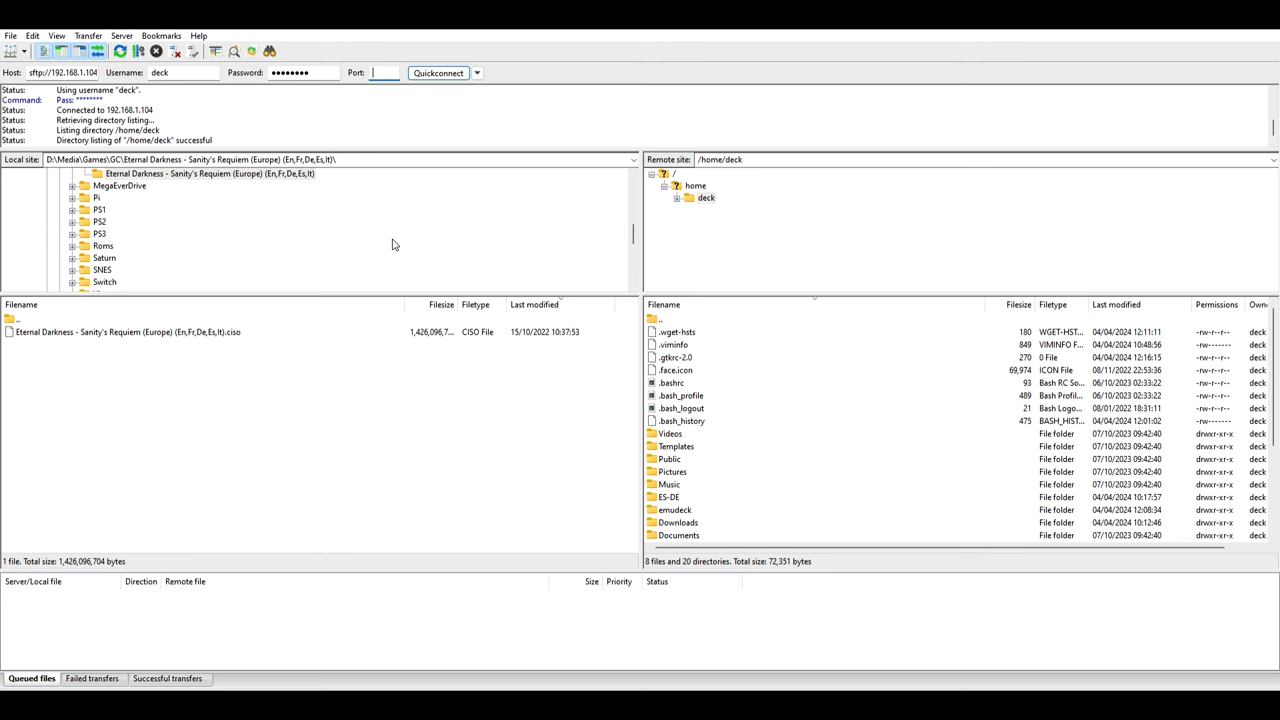 File Edit View Transfer Server Bookmarks Help
Host: sftp://192.168.1.104 Username: deck Password: ●●●●●●●● Port: Quickconnect
Status: Using username "deck".
Command: Pass: ********
Status: Connected to 192.168.1.104
Status: Retrieving directory listing...
Status: Listing directory /home/deck
Status: Directory listing of "/home/deck" successful
Local site: D:\Media\Games\GC\Eternal Darkness - Sanity's Requiem (Europe) (En,Fr,De,Es,It)\
Eternal Darkness - Sanity's Requiem (Europe) (En,Fr,De,Es,It)
MegaEverDrive
Pi
PS1
PS2
PS3
Roms
Saturn
SNES
Switch
Remote site: /home/deck
/
home
deck
Filename Filesize Filetype Last modified
..
Eternal Darkness - Sanity's Requiem (Europe) (En,Fr,De,Es,It).ciso 1,426,096,7... CISO File 15/10/2022 10:37:53
1 file. Total size: 1,426,096,704 bytes
Filename Filesize Filetype Last modified Permissions Own
..
.wget-hsts 180 WGET-HST... 04/04/2024 12:11:11 -rw-r--r-- deck
.viminfo 849 VIMINFO F... 04/04/2024 10:48:56 -rw------- deck
.gtkrc-2.0 270 0 File 04/04/2024 12:16:15 -rw-r--r-- deck
.face.icon 69,974 ICON File 08/11/2022 22:53:36 -rw-r--r-- deck
.bashrc 93 Bash RC So... 06/10/2023 02:33:22 -rw-r--r-- deck
.bash_profile 489 Bash Profil... 06/10/2023 02:33:22 -rw-r--r-- deck
.bash_logout 21 Bash Logo... 08/01/2022 18:31:11 -rw-r--r-- deck
.bash_history 475 BASH_HIST... 04/04/2024 12:01:02 -rw------- deck
Videos File folder 07/10/2023 09:42:40 drwxr-xr-x deck
Templates File folder 07/10/2023 09:42:40 drwxr-xr-x deck
Public File folder 07/10/2023 09:42:40 drwxr-xr-x deck
Pictures File folder 07/10/2023 09:42:40 drwxr-xr-x deck
Music File folder 07/10/2023 09:42:40 drwxr-xr-x deck
ES-DE File folder 04/04/2024 10:17:57 drwxr-xr-x deck
emudeck File folder 04/04/2024 12:08:34 drwxr-xr-x deck
Downloads File folder 04/04/2024 10:12:46 drwxr-xr-x deck
Documents File folder 07/10/2023 09:42:40 drwxr-xr-x deck
8 files and 20 directories. Total size: 72,351 bytes
Server/Local file Direction Remote file Size Priority Status
Queued files Failed transfers Successful transfers